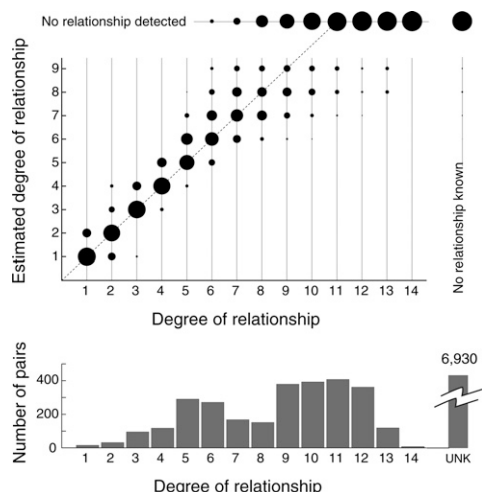 No relationship detected
Estimated degree of relationship
9
8
7
6
5
4
3
2
1
1 2 3 4 5 6 7 8 9 10 11 12 13 14
Degree of relationship
No relationship known
Number of pairs
400
200
0
6,930
1 2 3 4 5 6 7 8 9 10 11 12 13 14 UNK
Degree of relationship